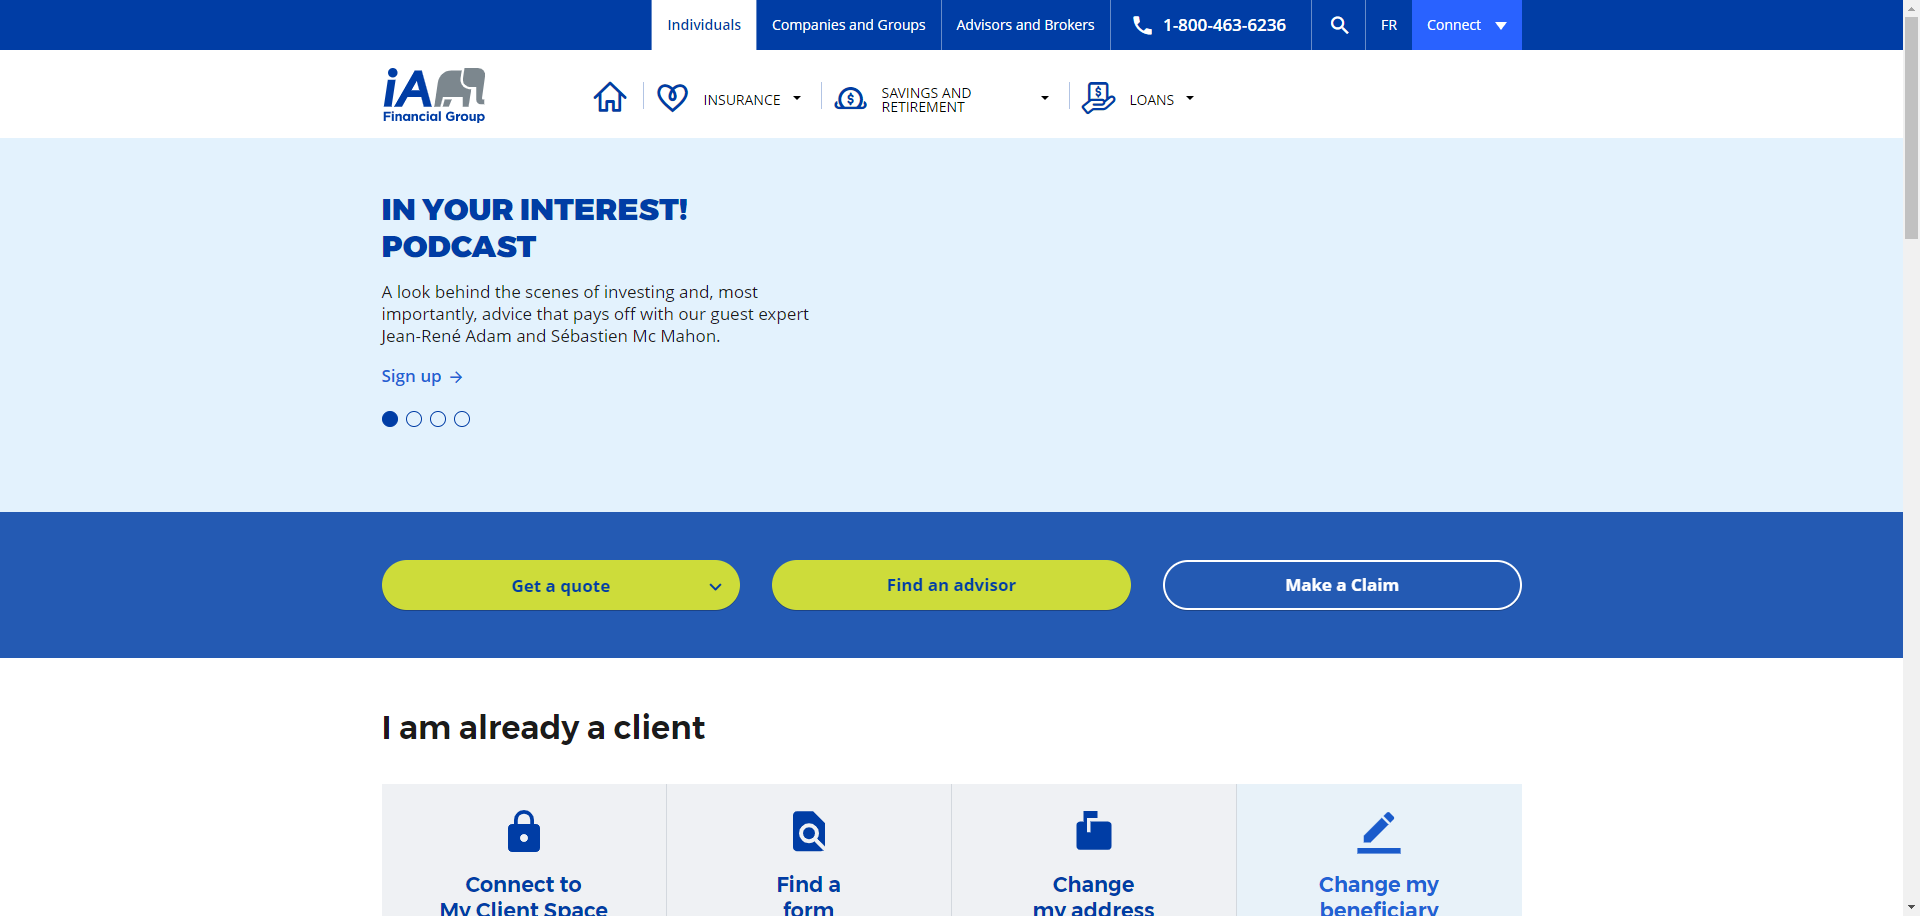 Individuals
Companies and Groups
Advisors and Brokers
1-800-463-6236
FR
Connect
iA
Financial Group
INSURANCE
SAVINGS AND
RETIREMENT
LOANS
IN YOUR INTEREST!
PODCAST
A look behind the scenes of investing and, most
importantly, advice that pays off with our guest expert
Jean-René Adam and Sébastien Mc Mahon.
Sign up
Get a quote
Find an advisor
Make a Claim
I am already a client
Connect to
My Client Space
Find a
form
Change
my address
Change my
beneficiary